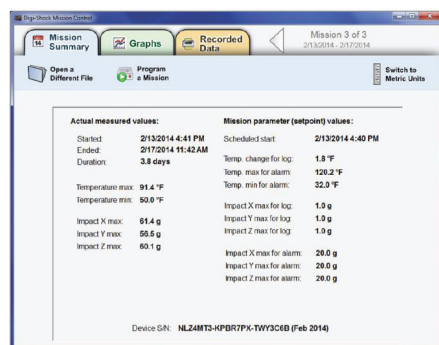 Digi-Shock Mission Control
Mission Summary
Graphs
Recorded Data
Mission 3 of 3
2/13/2014 - 2/17/2014
Open a Different File
Program a Mission
Switch to Metric Units
Actual measured values:
Started: 2/13/2014 4:41 PM
Ended: 2/17/2014 11:42 AM
Duration: 3.8 days
Temperature max: 91.4 °F
Temperature min: 50.0 °F
Impact X max: 61.4 g
Impact Y max: 56.5 g
Impact Z max: 60.1 g
Mission parameter (setpoint) values:
Scheduled start: 2/13/2014 4:40 PM
Temp. change for log: 1.8 °F
Temp. max for alarm: 120.2 °F
Temp. min for alarm: 32.0 °F
Impact X max for log: 1.0 g
Impact Y max for log: 1.0 g
Impact Z max for log: 1.0 g
Impact X max for alarm: 20.0 g
Impact Y max for alarm: 20.0 g
Impact Z max for alarm: 20.0 g
Device S/N: NLZ4MT3-KPBR7PX-TWY3C6B (Feb 2014)